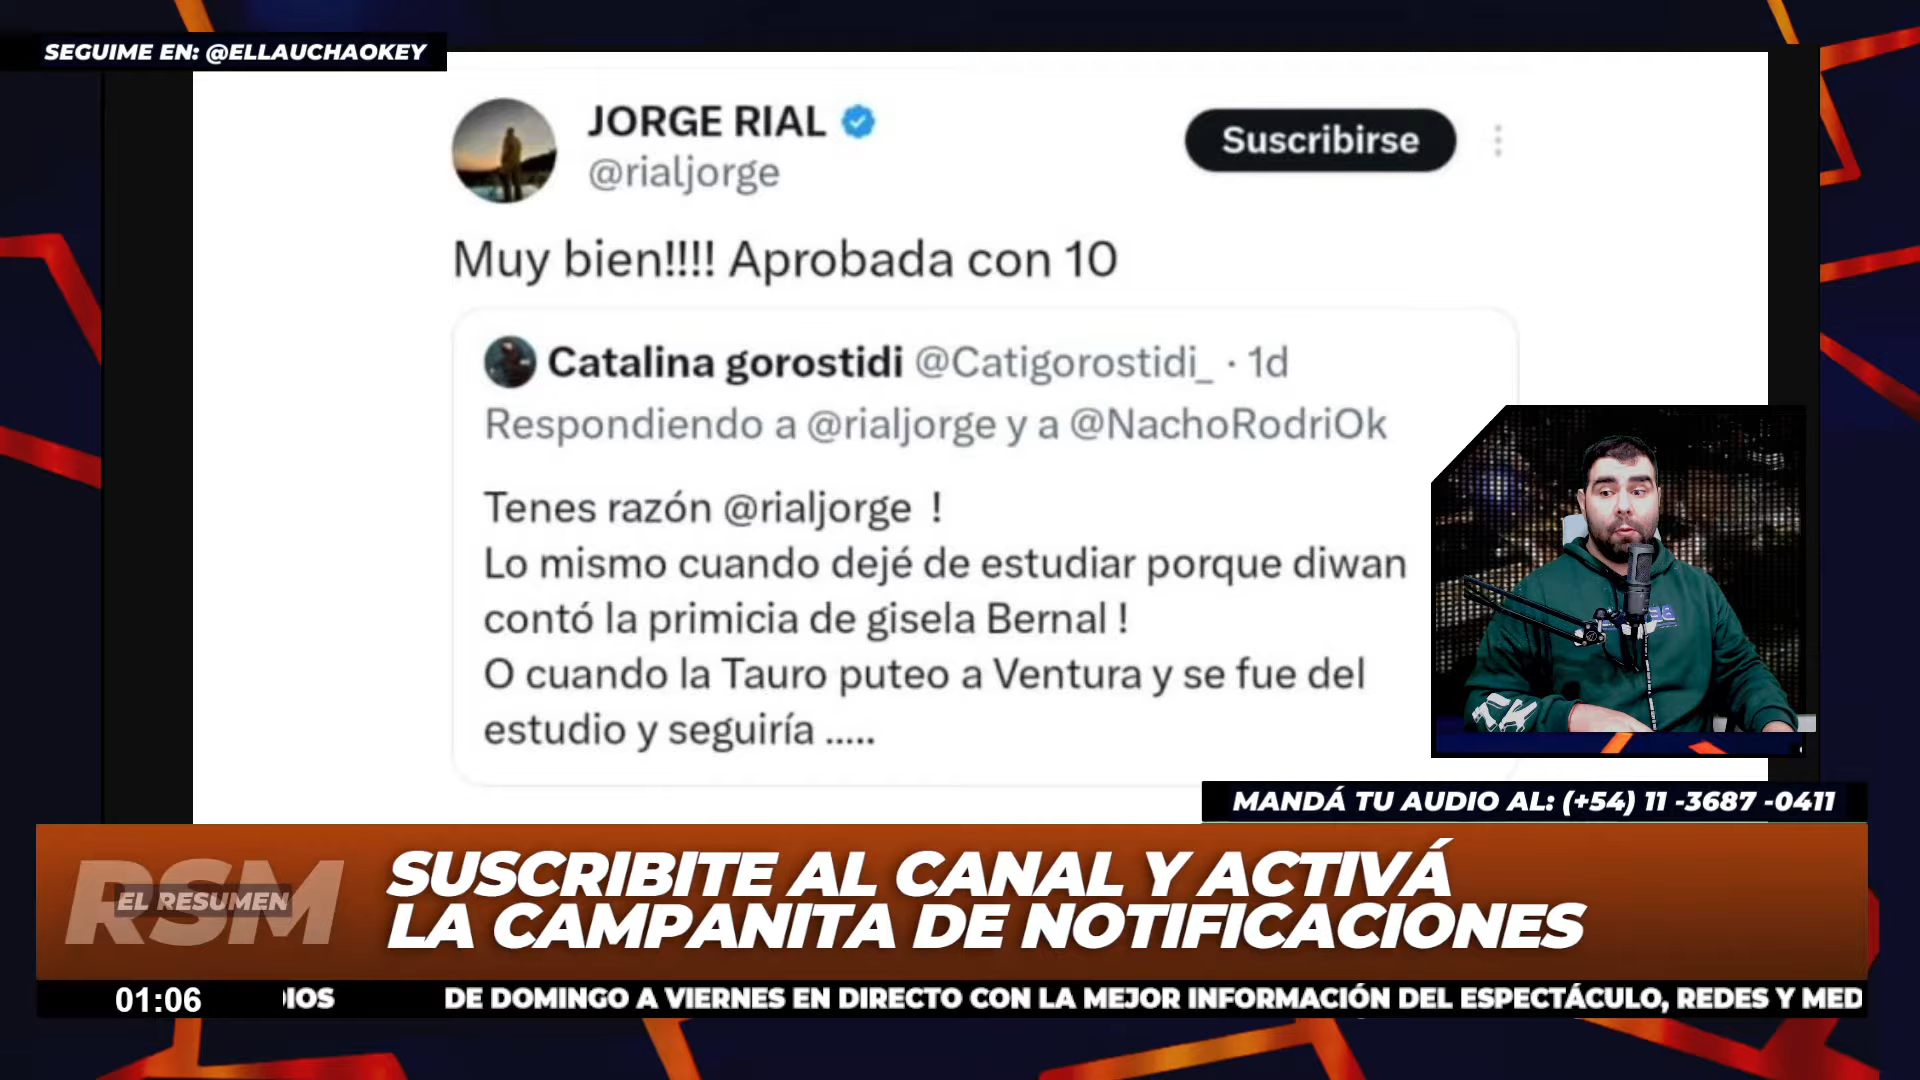 SEGUIME EN: @ELLAUCHAOKEY
JORGE RIAL
@rialjorge
Suscribirse
Muy bien!!!! Aprobada con 10
Catalina gorostidi @Catigorostidi_ · 1d
Respondiendo a @rialjorge y a @NachoRodriOk
Tenes razón @rialjorge !
Lo mismo cuando dejé de estudiar porque diwan
contó la primicia de gisela Bernal !
O cuando la Tauro puteo a Ventura y se fue del
estudio y seguiría .....
MANDÁ TU AUDIO AL: (+54) 11 -3687 -0411
RSM
EL RESUMEN
SUSCRIBITE AL CANAL Y ACTIVÁ
LA CAMPANITA DE NOTIFICACIONES
01:06
DIOS DE DOMINGO A VIERNES EN DIRECTO CON LA MEJOR INFORMACIÓN DEL ESPECTÁCULO, REDES Y MED